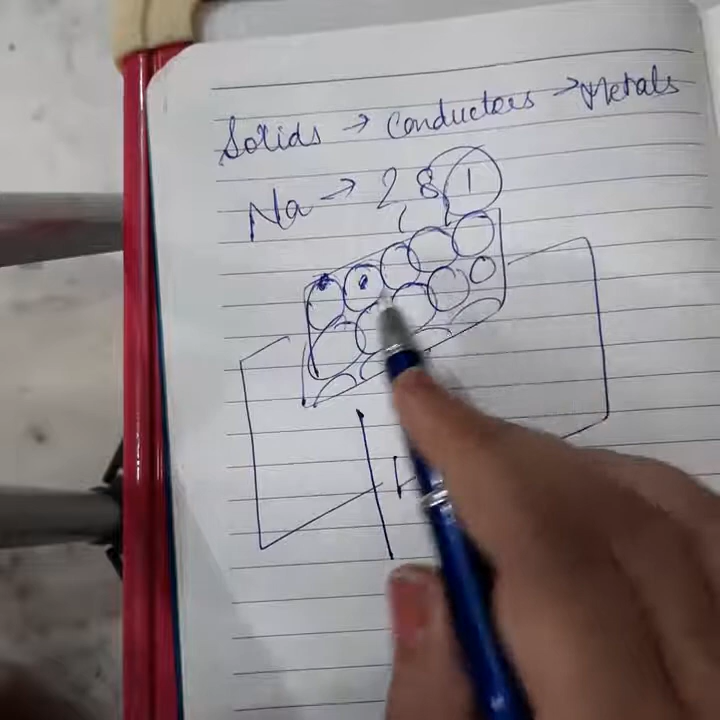 Solids → Conductors → Metals
Na → 2 8 1